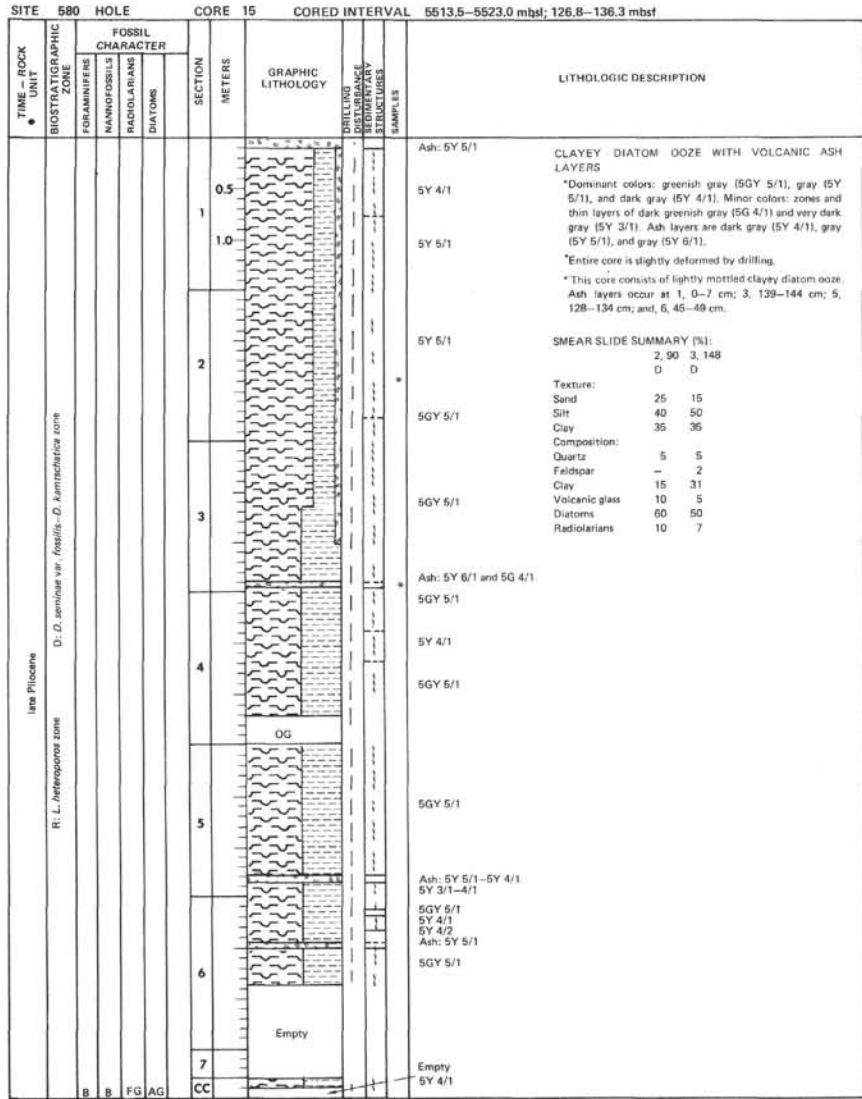 SITE 580 HOLE CORE 15 CORED INTERVAL 5513.5–5523.0 mbsl; 126.8–136.3 mbsf
TIME – ROCK UNIT
BIOSTRATIGRAPHIC ZONE
FOSSIL CHARACTER
FORAMINIFERS
NANNOFOSSILS
RADIOLARIANS
DIATOMS
SECTION
METERS
GRAPHIC LITHOLOGY
DRILLING DISTURBANCE
SEDIMENTARY STRUCTURES
SAMPLES
LITHOLOGIC DESCRIPTION
late Pliocene
R: L. heteroporos zone
D: D. seminae var. fossilis–D. kamtschatica zone
B B FG AG
1
0.5
1.0
2
3
4
OG
5
6
Empty
7
CC
*
*
Ash: 5Y 5/1
5Y 4/1
5Y 5/1
5Y 5/1
5GY 5/1
5GY 5/1
Ash: 5Y 6/1 and 5G 4/1
5GY 5/1
5Y 4/1
5GY 5/1
5GY 5/1
Ash: 5Y 5/1–5Y 4/1
5Y 3/1–4/1
5GY 5/1
5Y 4/1
5Y 4/2
Ash: 5Y 5/1
5GY 5/1
Empty
5Y 4/1
CLAYEY DIATOM OOZE WITH VOLCANIC ASH
LAYERS
*Dominant colors: greenish gray (5GY 5/1), gray (5Y
5/1), and dark gray (5Y 4/1). Minor colors: zones and
thin layers of dark greenish gray (5G 4/1) and very dark
gray (5Y 3/1). Ash layers are dark gray (5Y 4/1), gray
(5Y 5/1), and gray (5Y 6/1).
*Entire core is slightly deformed by drilling.
*This core consists of lightly mottled clayey diatom ooze.
Ash layers occur at 1, 0–7 cm; 3, 139–144 cm; 5,
128–134 cm; and, 6, 45–49 cm.
SMEAR SLIDE SUMMARY (%):
2, 90 3, 148
D D
Texture:
Sand 25 15
Silt 40 50
Clay 35 35
Composition:
Quartz 5 5
Feldspar – 2
Clay 15 31
Volcanic glass 10 5
Diatoms 60 50
Radiolarians 10 7